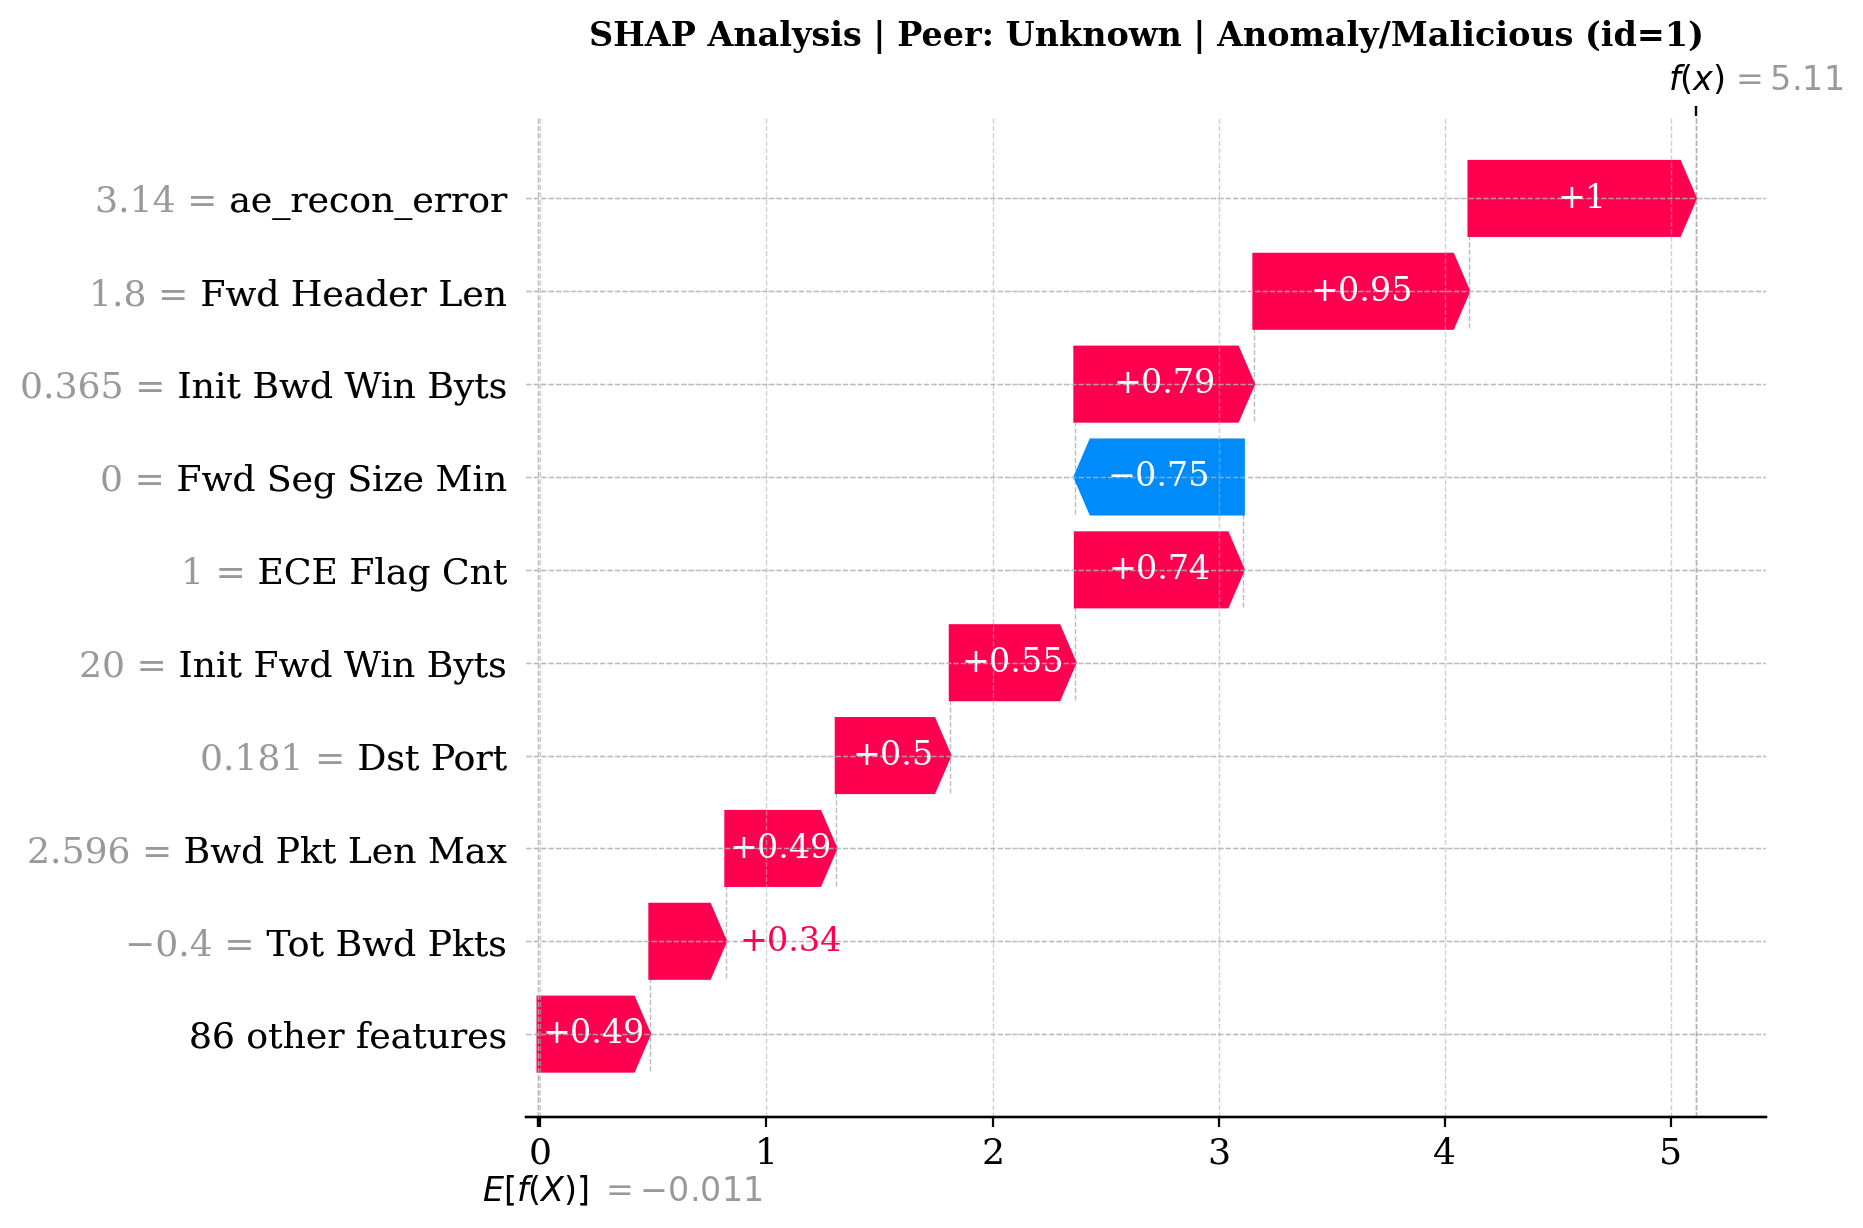 SHAP Analysis | Peer: Unknown | Anomaly/Malicious (id=1)
f(x) = 5.11
3.14 = ae_recon_error +1
1.8 = Fwd Header Len +0.95
0.365 = Init Bwd Win Byts +0.79
0 = Fwd Seg Size Min −0.75
1 = ECE Flag Cnt +0.74
20 = Init Fwd Win Byts +0.55
0.181 = Dst Port +0.5
2.596 = Bwd Pkt Len Max +0.49
−0.4 = Tot Bwd Pkts +0.34
86 other features +0.49
0 1 2 3 4 5
E[f(X)] = −0.011